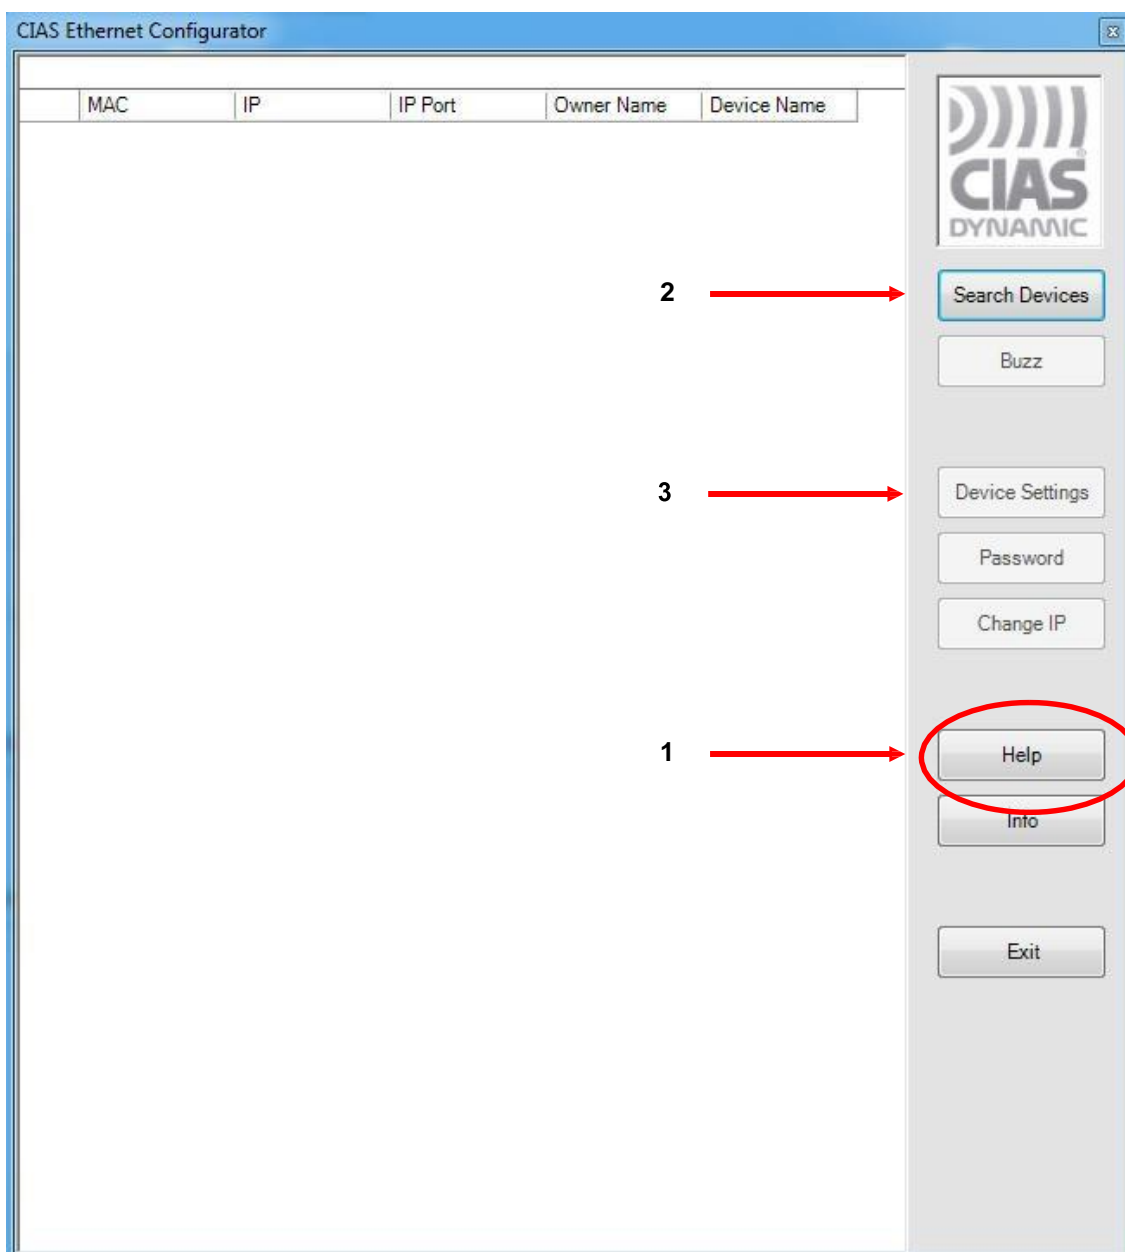 CIAS Ethernet Configurator
MAC IP IP Port Owner Name Device Name
CIAS
DYNAMIC
2 Search Devices
Buzz
3 Device Settings
Password
Change IP
1 Help
Info
Exit